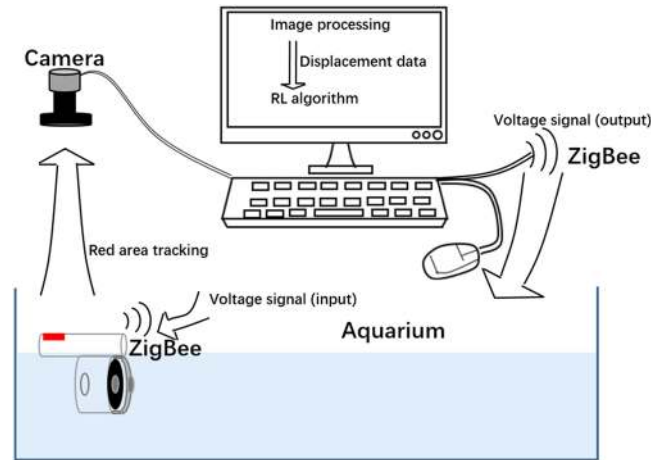 Image processing
Displacement data
RL algorithm
Camera
Voltage signal (output)
ZigBee
Red area tracking
Voltage signal (input)
ZigBee
Aquarium